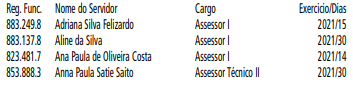 Reg. Func. Nome do Servidor Cargo Exercício/Dias
883.249.8 Adriana Silva Felizardo Assessor I 2021/15
883.137.8 Aline da Silva Assessor I 2021/30
823.481.7 Ana Paula de Oliveira Costa Assessor I 2021/14
853.888.3 Anna Paula Satie Saito Assessor Técnico II 2021/30